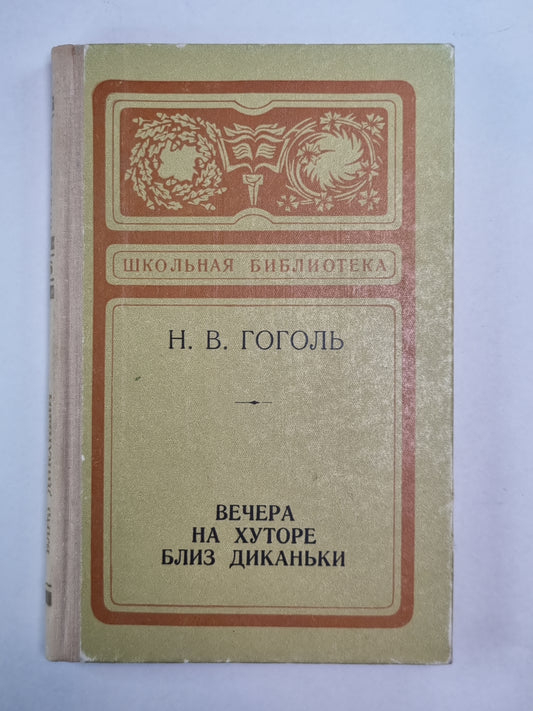 ШКОЛЬНАЯ БИБЛИОТЕКА
Н. В. ГОГОЛЬ
ВЕЧЕРА
НА ХУТОРЕ
БЛИЗ ДИКАНЬКИ